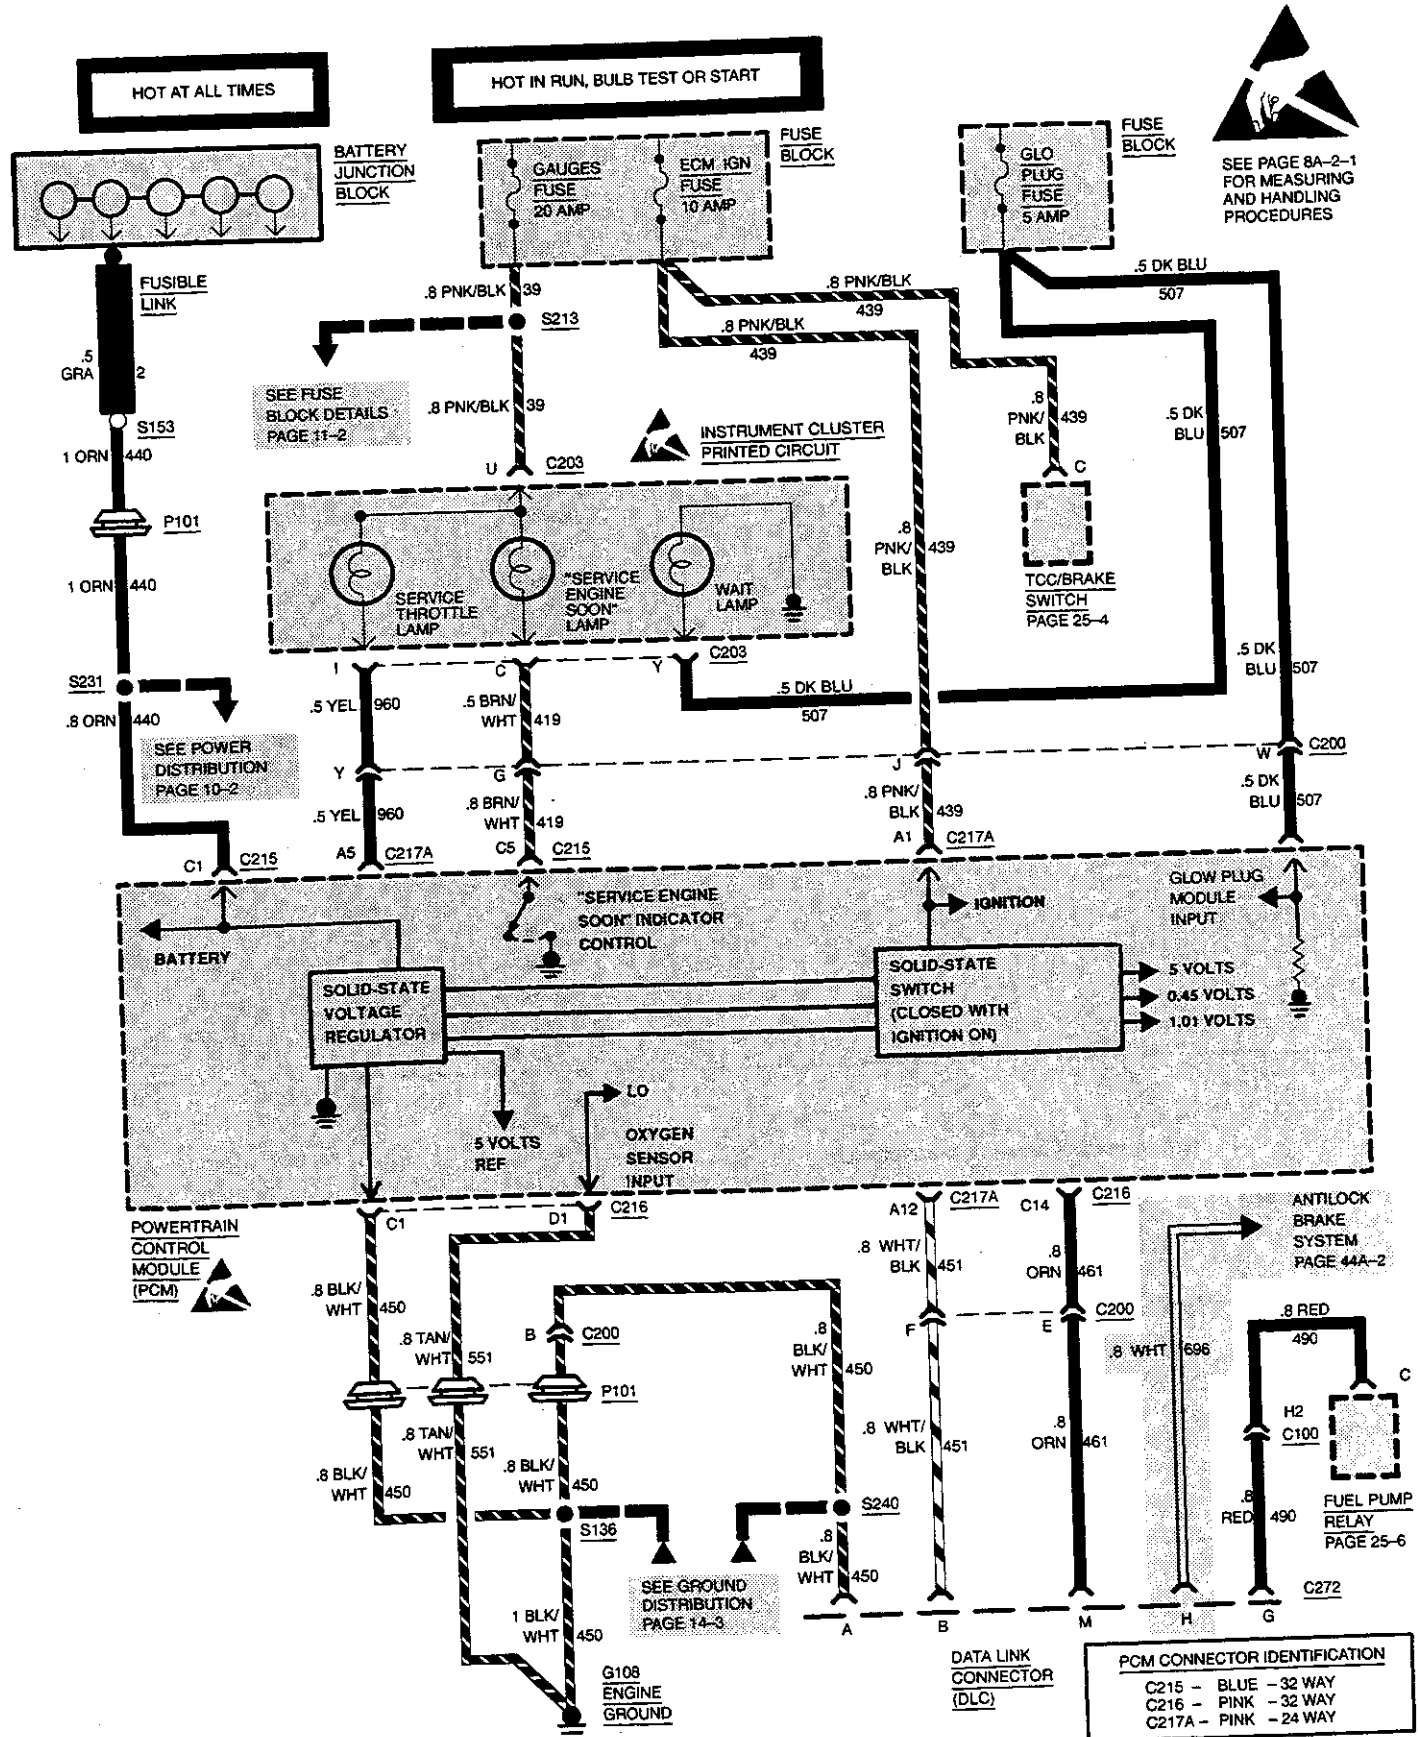 HOT AT ALL TIMES
HOT IN RUN, BULB TEST OR START
BATTERY
JUNCTION
BLOCK
GAUGES
FUSE
20 AMP
ECM IGN
FUSE
10 AMP
FUSE
BLOCK
GLO
PLUG
FUSE
5 AMP
FUSE
BLOCK
SEE PAGE 8A-2-1
FOR MEASURING
AND HANDLING
PROCEDURES
FUSIBLE
LINK
.5
GRA
2
S153
1 ORN
440
P101
1 ORN
440
S231
.8 ORN
440
SEE POWER
DISTRIBUTION
PAGE 10-2
C1
C215
.8 PNK/BLK
39
S213
SEE FUSE
BLOCK DETAILS
PAGE 11-2
.8 PNK/BLK
39
U
C203
.8 PNK/BLK
439
.8 PNK/BLK
439
.5 DK BLU
507
INSTRUMENT CLUSTER
PRINTED CIRCUIT
.8
PNK/
BLK
439
C
TCC/BRAKE
SWITCH
PAGE 25-4
.5 DK
BLU
507
.8
PNK/
BLK
439
SERVICE
THROTTLE
LAMP
"SERVICE
ENGINE
SOON"
LAMP
WAIT
LAMP
I
C
Y
C203
.5 YEL
960
.5 BRN/
WHT
419
.5 DK BLU
507
.5 DK
BLU
507
Y
G
J
W
C200
.5 YEL
960
.8 BRN/
WHT
419
.8 PNK/
BLK
439
.5 DK
BLU
507
A5
C217A
C5
C215
A1
C217A
BATTERY
"SERVICE ENGINE
SOON" INDICATOR
CONTROL
IGNITION
GLOW PLUG
MODULE
INPUT
SOLID-STATE
VOLTAGE
REGULATOR
SOLID-STATE
SWITCH
(CLOSED WITH
IGNITION ON)
5 VOLTS
0.45 VOLTS
1.01 VOLTS
5 VOLTS
REF
LO
OXYGEN
SENSOR
INPUT
POWERTRAIN
CONTROL
MODULE
(PCM)
C1
D1
C216
A12
C217A
C14
C216
ANTILOCK
BRAKE
SYSTEM
PAGE 44A-2
.8 BLK/
WHT
450
.8 TAN/
WHT
551
B
C200
.8
BLK/
WHT
450
.8 WHT/
BLK
451
.8
ORN
461
F
E
C200
.8 WHT
696
.8 RED
490
C
P101
.8 TAN/
WHT
551
.8 BLK/
WHT
450
.8 BLK/
WHT
450
.8 WHT/
BLK
451
.8
ORN
461
H2
C100
S136
S240
.8
RED
490
FUEL PUMP
RELAY
PAGE 25-6
SEE GROUND
DISTRIBUTION
PAGE 14-3
.8
BLK/
WHT
450
1 BLK/
WHT
450
G108
ENGINE
GROUND
A
B
M
H
G
C272
DATA LINK
CONNECTOR
(DLC)
PCM CONNECTOR IDENTIFICATION
C215 - BLUE - 32 WAY
C216 - PINK - 32 WAY
C217A - PINK - 24 WAY